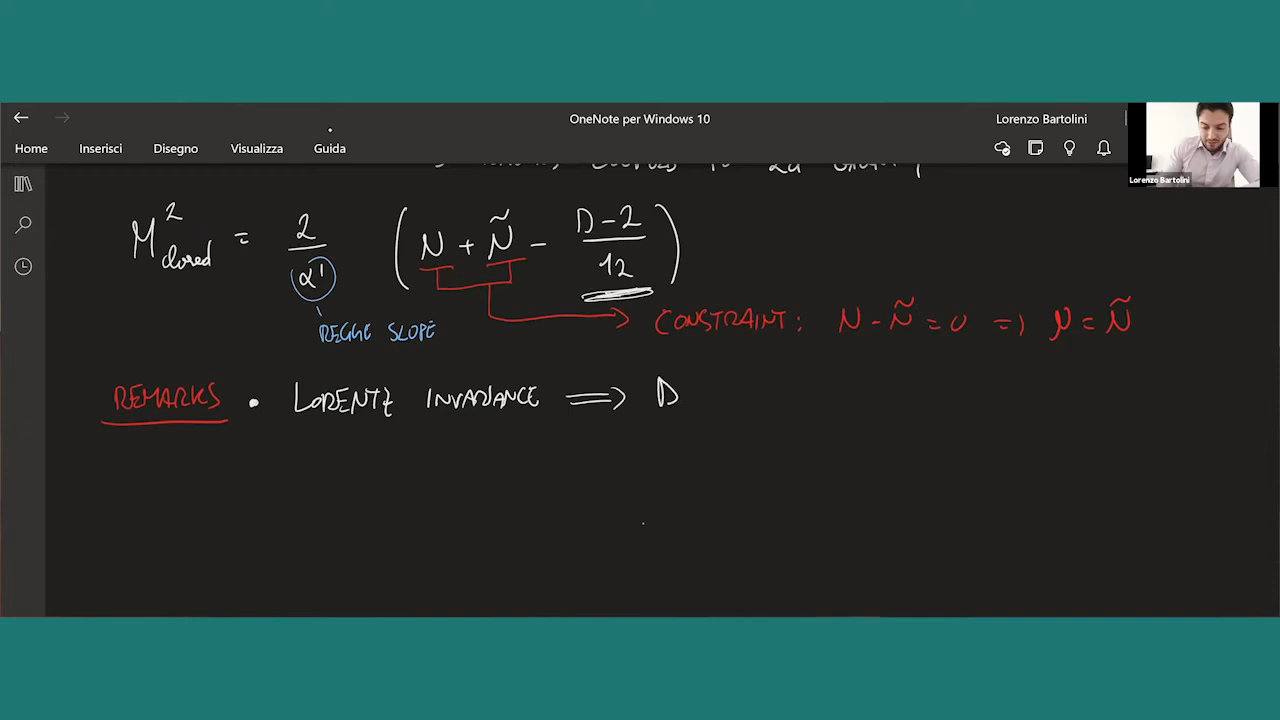 OneNote per Windows 10
Lorenzo Bartolini
Home Inserisci Disegno Visualizza Guida
Lorenzo Bartolini
M²closed = 2/α' ( N + Ñ − (D−2)/12 )
REGGE SLOPE
CONSTRAINT: N − Ñ = 0 => N = Ñ
REMARKS • LORENTZ INVARIANCE => D